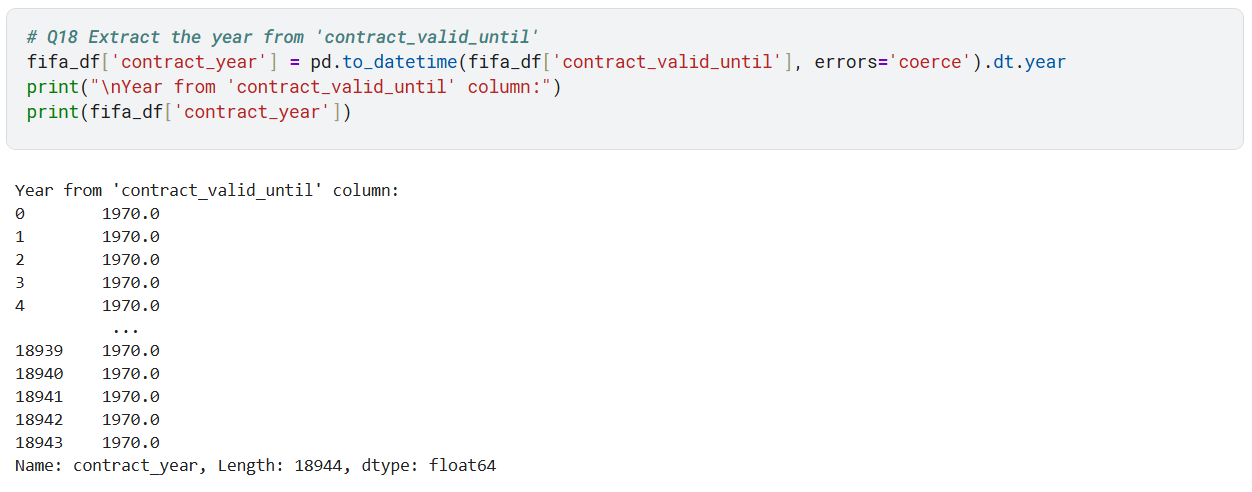 # Q18 Extract the year from 'contract_valid_until'
fifa_df['contract_year'] = pd.to_datetime(fifa_df['contract_valid_until'], errors='coerce').dt.year
print("\nYear from 'contract_valid_until' column:")
print(fifa_df['contract_year'])
Year from 'contract_valid_until' column:
0        1970.0
1        1970.0
2        1970.0
3        1970.0
4        1970.0
          ...
18939    1970.0
18940    1970.0
18941    1970.0
18942    1970.0
18943    1970.0
Name: contract_year, Length: 18944, dtype: float64